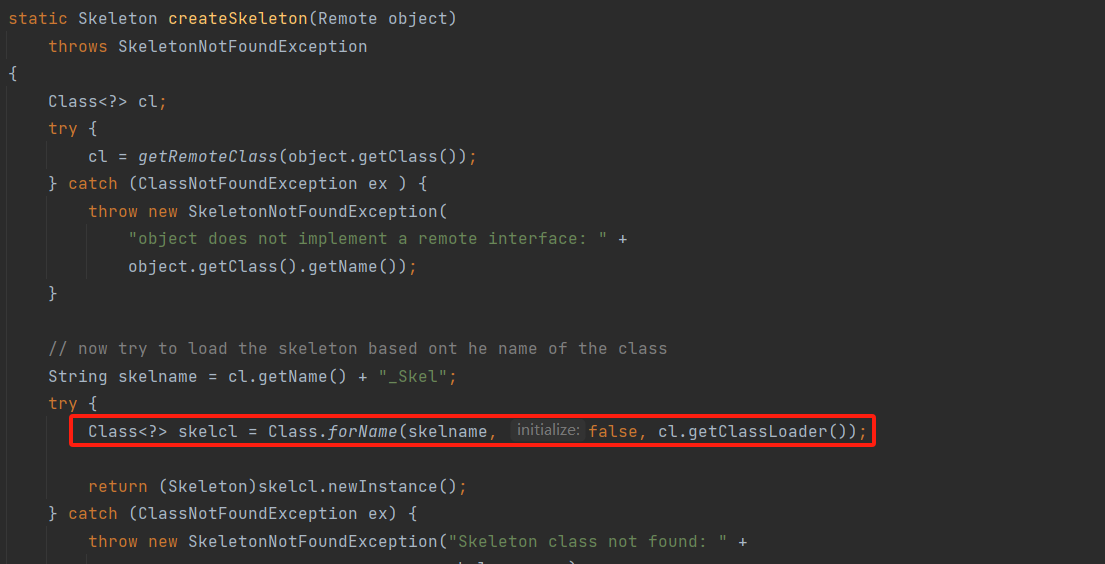 static Skeleton createSkeleton(Remote object)
throws SkeletonNotFoundException
{
Class<?> cl;
try {
cl = getRemoteClass(object.getClass());
} catch (ClassNotFoundException ex ) {
throw new SkeletonNotFoundException(
"object does not implement a remote interface: " +
object.getClass().getName());
}
// now try to load the skeleton based ont he name of the class
String skelname = cl.getName() + "_Skel";
try {
Class<?> skelcl = Class.forName(skelname, initialize: false, cl.getClassLoader());
return (Skeleton)skelcl.newInstance();
} catch (ClassNotFoundException ex) {
throw new SkeletonNotFoundException("Skeleton class not found: " +